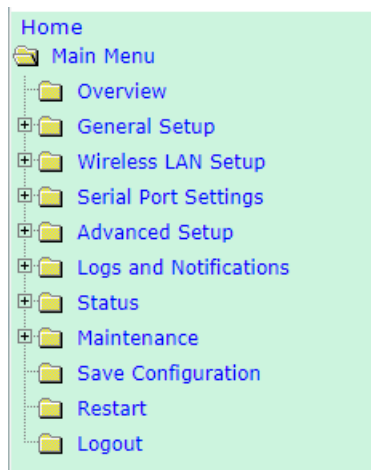 Home
Main Menu
Overview
General Setup
Wireless LAN Setup
Serial Port Settings
Advanced Setup
Logs and Notifications
Status
Maintenance
Save Configuration
Restart
Logout